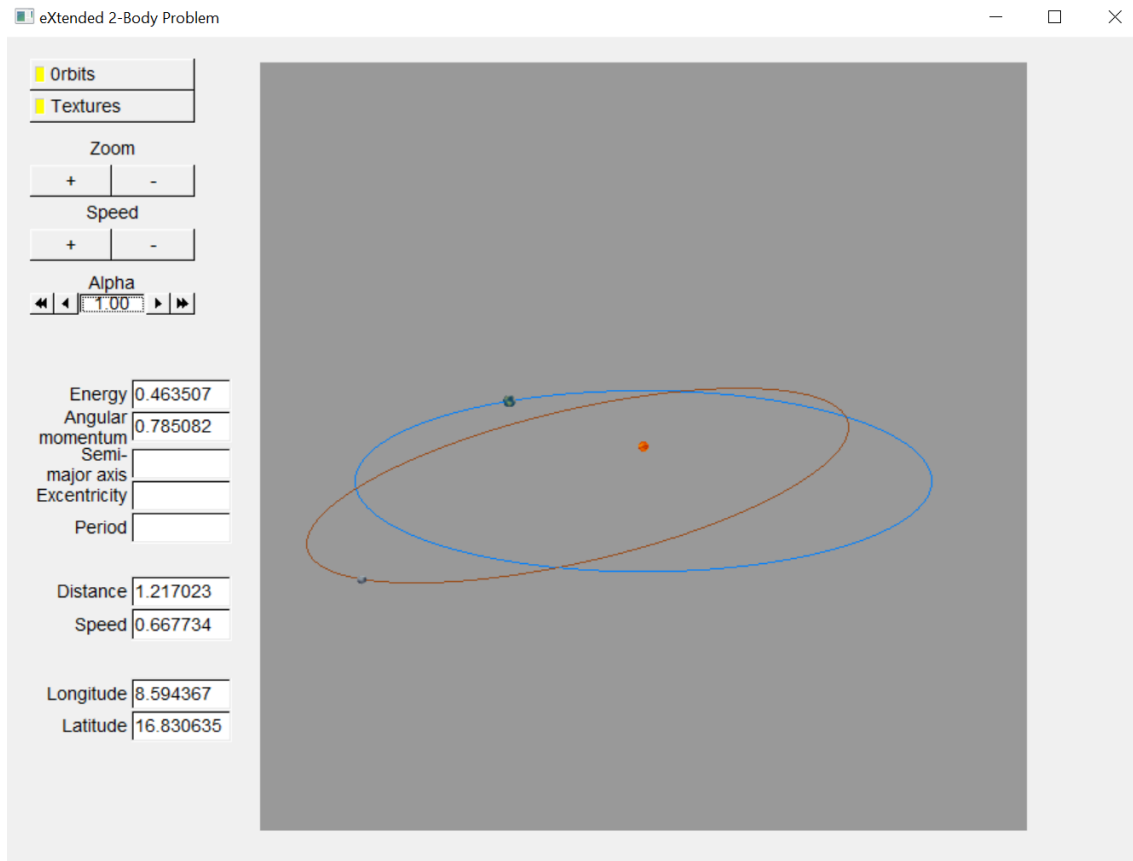 eXtended 2-Body Problem
0rbits
Textures
Zoom
+ -
Speed
+ -
Alpha
1.00
Energy 0.463507
Angular
momentum 0.785082
Semi-
major axis
Excentricity
Period
Distance 1.217023
Speed 0.667734
Longitude 8.594367
Latitude 16.830635